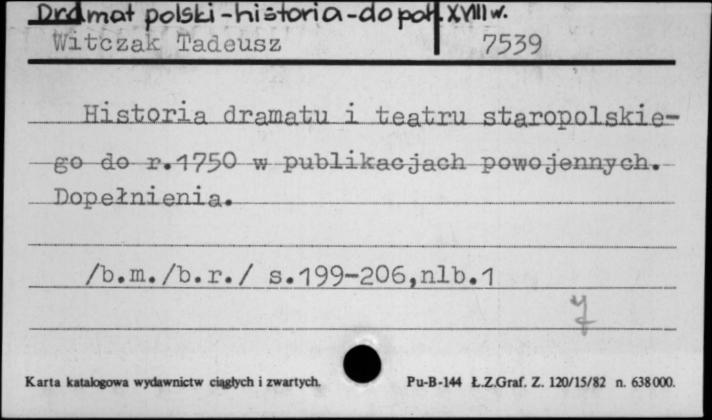 Dramat polski-historia-do poł. XVIII w.
Witczak Tadeusz 7539
Historia dramatu i teatru staropolskie-
go do r.1750 w publikacjach powojennych.
Dopełnienia.
/b.m./b.r./ s.199-206,nlb.1
Karta katalogowa wydawnictw ciągłych i zwartych. Pu-B-144 Ł.Z.Graf. Z. 120/15/82 n. 638000.